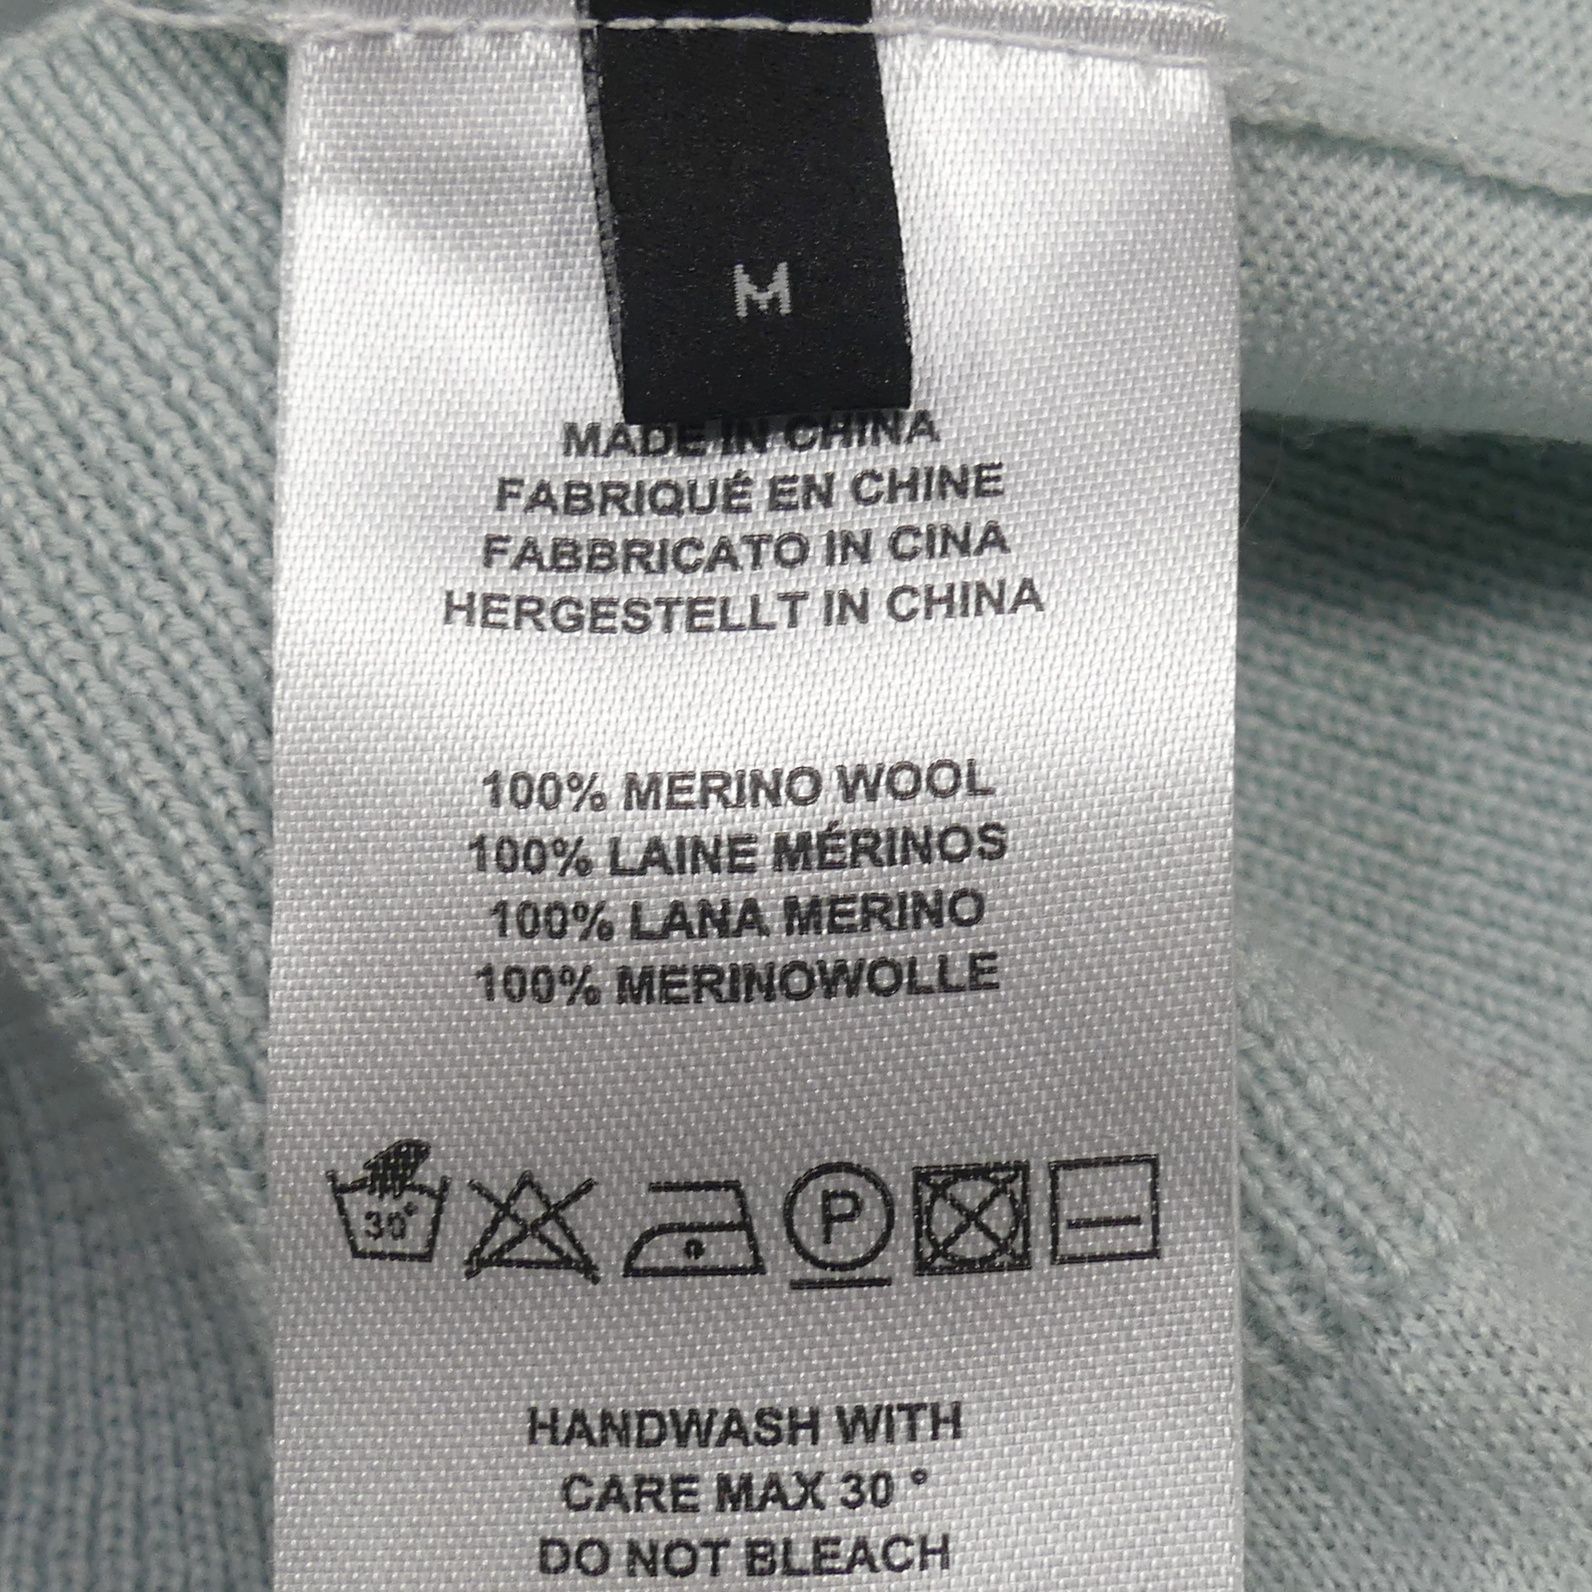 M
MADE IN CHINA
FABRIQUÉ EN CHINE
FABBRICATO IN CINA
HERGESTELLT IN CHINA
100% MERINO WOOL
100% LAINE MÉRINOS
100% LANA MERINO
100% MERINOWOLLE
30° P
HANDWASH WITH
CARE MAX 30 °
DO NOT BLEACH